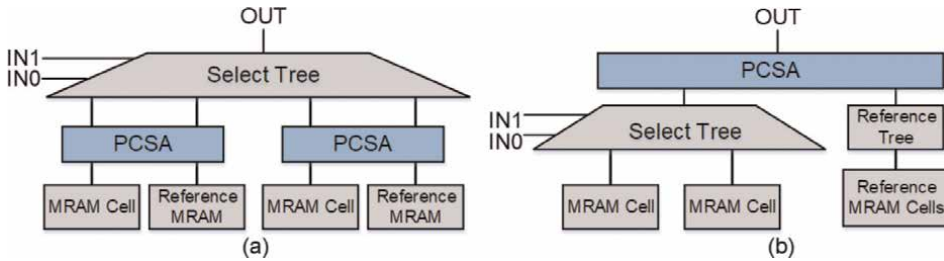 OUT
IN1
IN0
Select Tree
PCSA
PCSA
MRAM Cell
Reference
MRAM
MRAM Cell
Reference
MRAM
(a)
OUT
PCSA
IN1
IN0
Select Tree
Reference
Tree
MRAM Cell
MRAM Cell
Reference
MRAM Cells
(b)